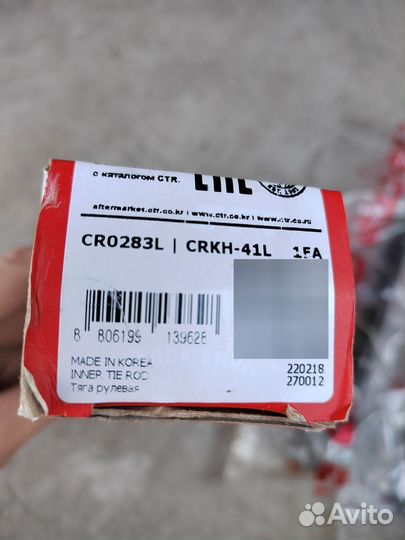 с каталогом CTR.
EAC
aftermarket.ctr.co.kr | www.ctr.co.kr | www.ctr.co.ru
CR0283L | CRKH-41L 1EA
8 806199 139628
MADE IN KOREA
INNER TIE ROD
Тяга рулевая
220218
270012
Avito